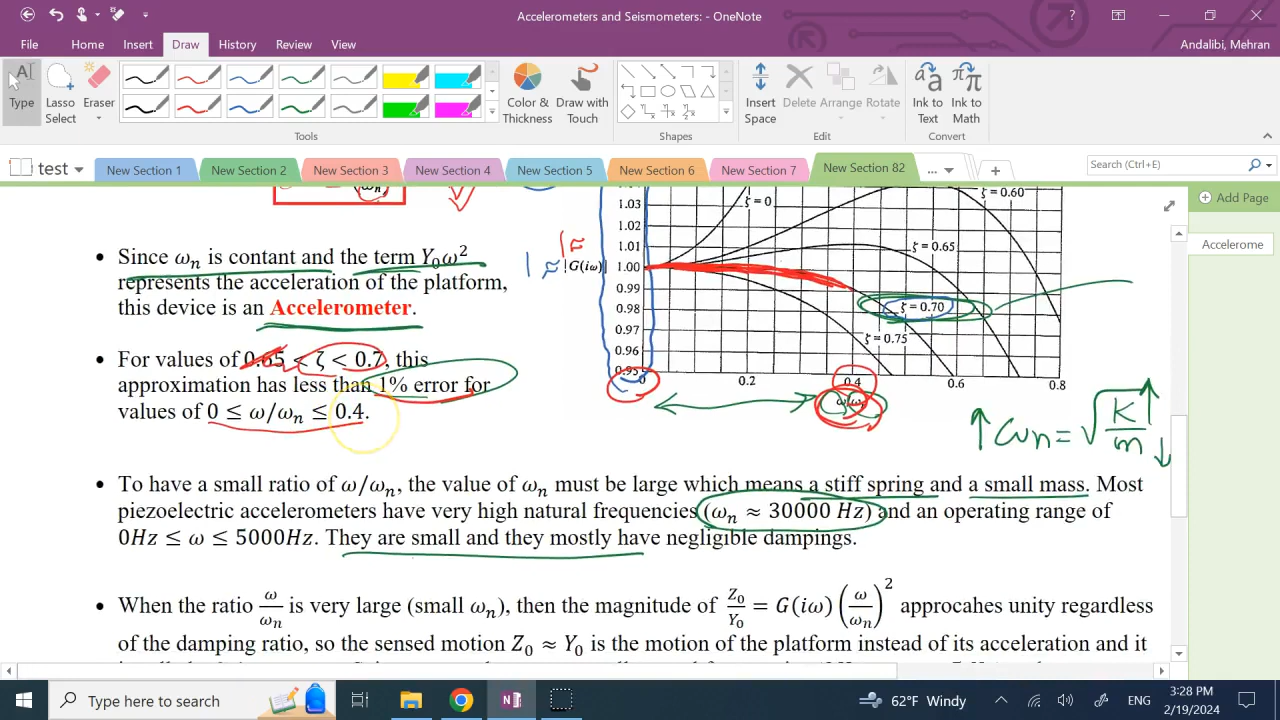 Accelerometers and Seismometers: - OneNote
Andalibi, Mehran
File Home Insert Draw History Review View
Type
Lasso Select
Eraser
Color & Thickness
Draw with Touch
Insert Space
Delete
Arrange
Rotate
Ink to Text
Ink to Math
Tools
Shapes
Edit
Convert
test
New Section 1
New Section 2
New Section 3
New Section 4
New Section 5
New Section 6
New Section 7
New Section 82
...
Search (Ctrl+E)
Add Page
Accelerome
• Since ωn is contant and the term Y₀ω²
represents the acceleration of the platform,
this device is an Accelerometer.
• For values of 0.65 < ζ < 0.7, this
approximation has less than 1% error for
values of 0 ≤ ω/ωn ≤ 0.4.
1.03
1.02
1.01
1.00
0.99
0.98
0.97
0.96
0.95
1 ≈
1 ≈ |G(iω)|
ζ = 0
ζ = 0.60
ζ = 0.65
ζ = 0.70
ζ = 0.75
0 0.2 0.4 0.6 0.8
ω/ωn
↑ ωn = √K↑/m↓
• To have a small ratio of ω/ωn, the value of ωn must be large which means a stiff spring and a small mass. Most
piezoelectric accelerometers have very high natural frequencies (ωn ≈ 30000 Hz) and an operating range of
0Hz ≤ ω ≤ 5000Hz. They are small and they mostly have negligible dampings.
• When the ratio ω/ωn is very large (small ωn), then the magnitude of Z₀/Y₀ = G(iω)(ω/ωn)² approcahes unity regardless
of the damping ratio, so the sensed motion Z₀ ≈ Y₀ is the motion of the platform instead of its acceleration and it
Type here to search
62°F Windy
ENG
3:28 PM
2/19/2024